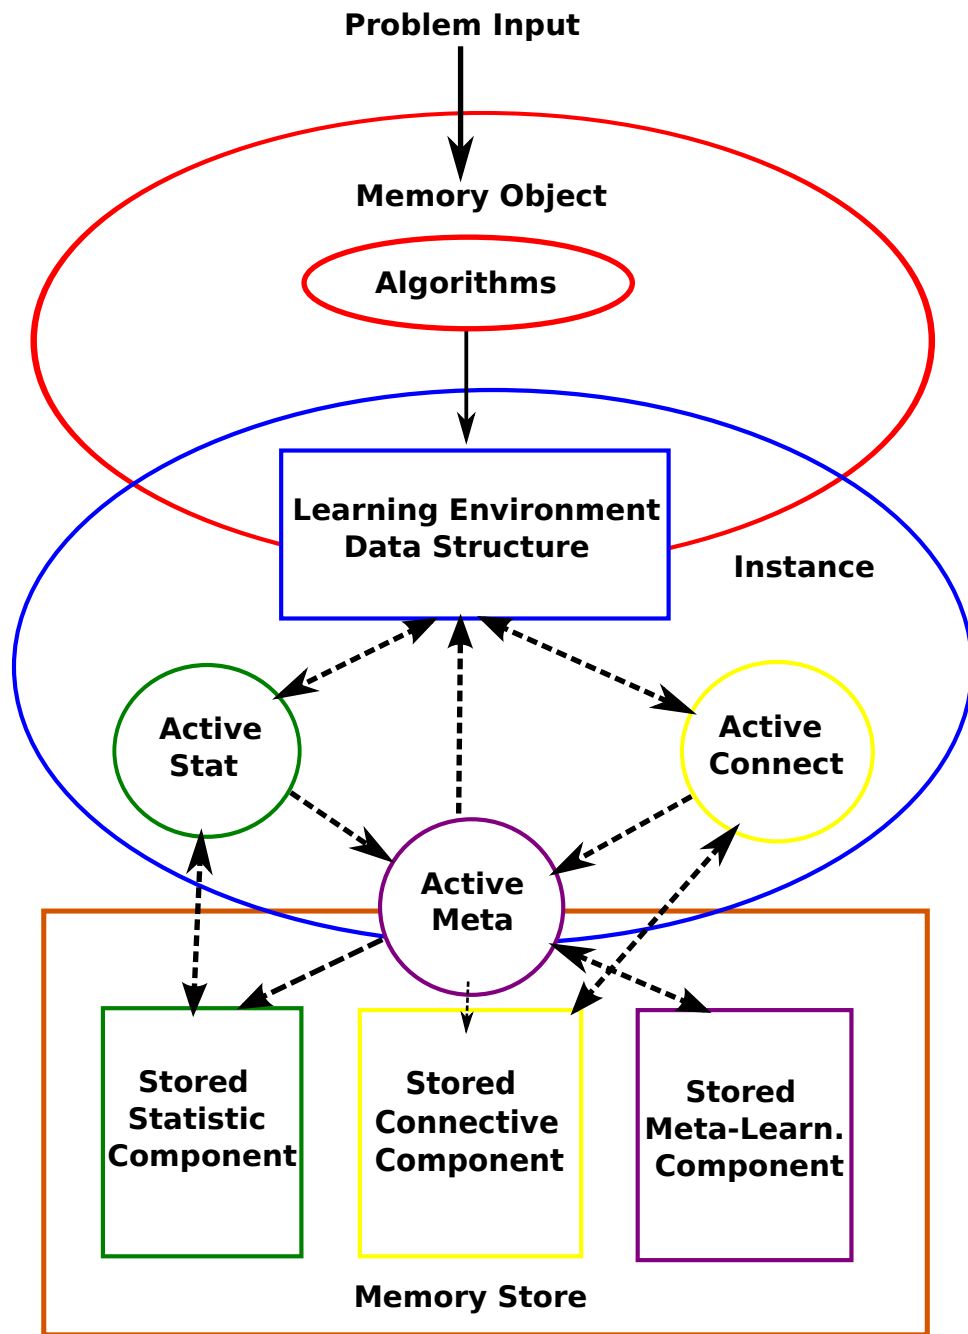 Problem Input
Memory Object
Algorithms
Learning Environment
Data Structure
Instance
Active
Stat
Active
Connect
Active
Meta
Stored
Statistic
Component
Stored
Connective
Component
Stored
Meta-Learn.
Component
Memory Store